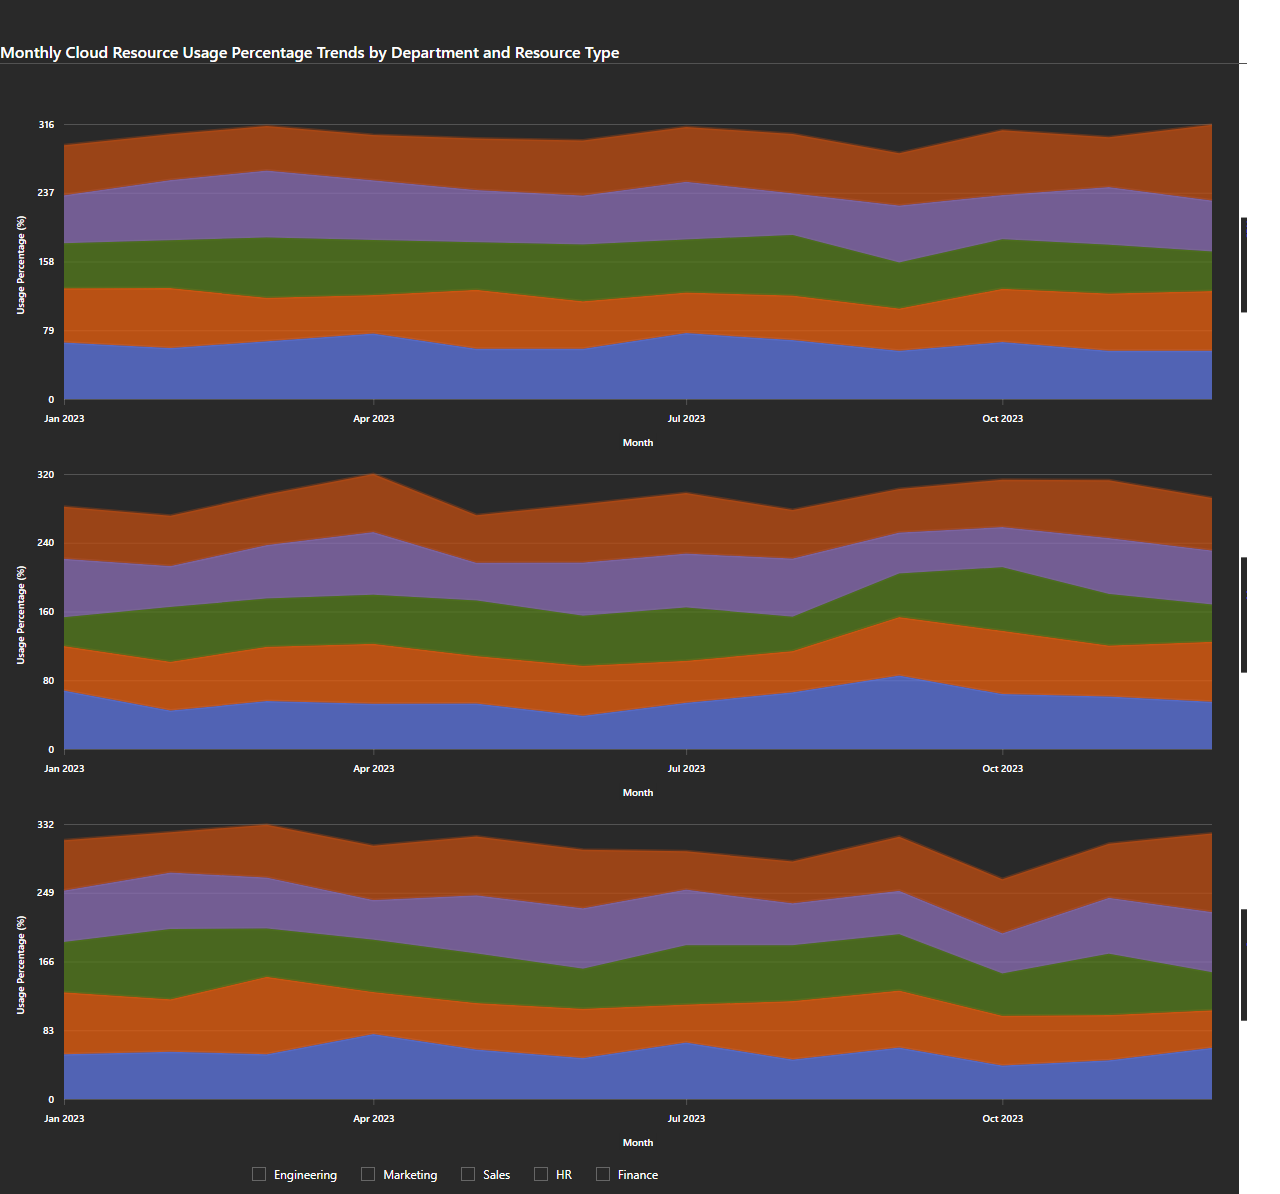 Monthly Cloud Resource Usage Percentage Trends by Department and Resource Type
316
237
158
79
0
Usage Percentage (%)
Jan 2023 Apr 2023 Jul 2023 Oct 2023
Month
320
240
160
80
0
Usage Percentage (%)
Jan 2023 Apr 2023 Jul 2023 Oct 2023
Month
332
249
166
83
0
Usage Percentage (%)
Jan 2023 Apr 2023 Jul 2023 Oct 2023
Month
Engineering Marketing Sales HR Finance